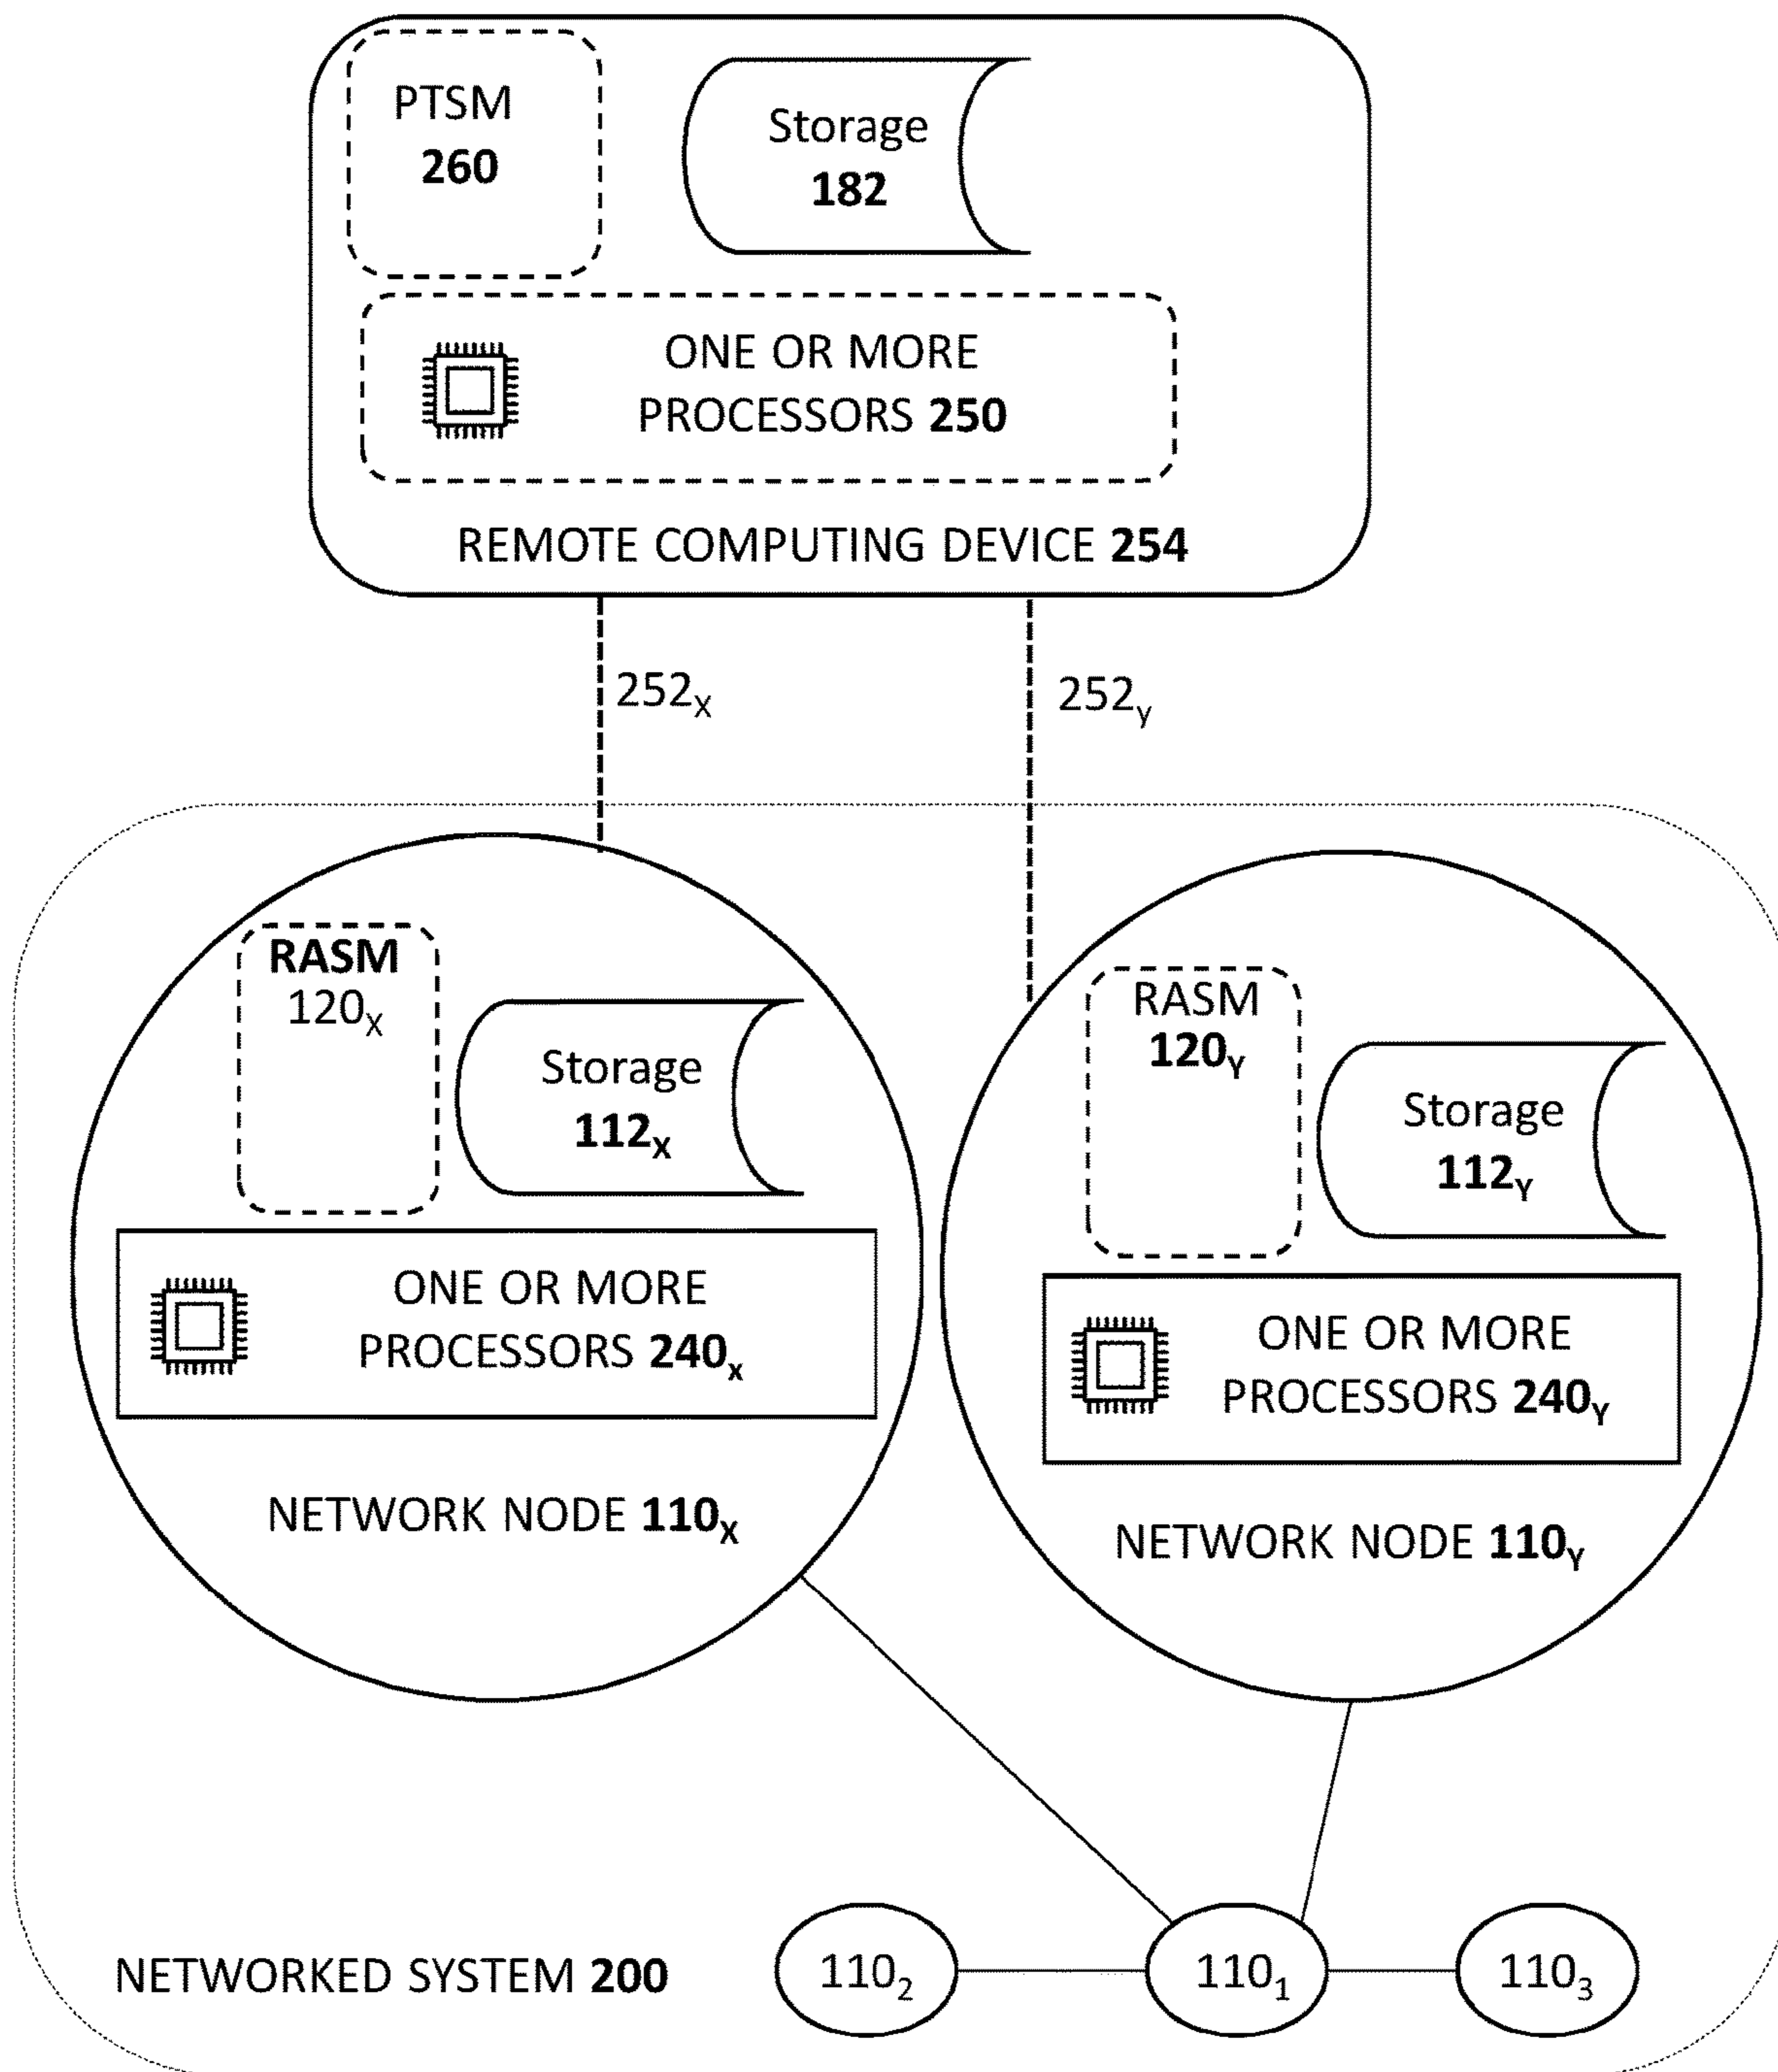 PTSM
260
Storage
182
ONE OR MORE
PROCESSORS 250
REMOTE COMPUTING DEVICE 254
252X
252y
RASM
120X
Storage
112X
ONE OR MORE
PROCESSORS 240x
NETWORK NODE 110X
RASM
120Y
Storage
112Y
ONE OR MORE
PROCESSORS 240Y
NETWORK NODE 110Y
NETWORKED SYSTEM 200
1102
1101
1103